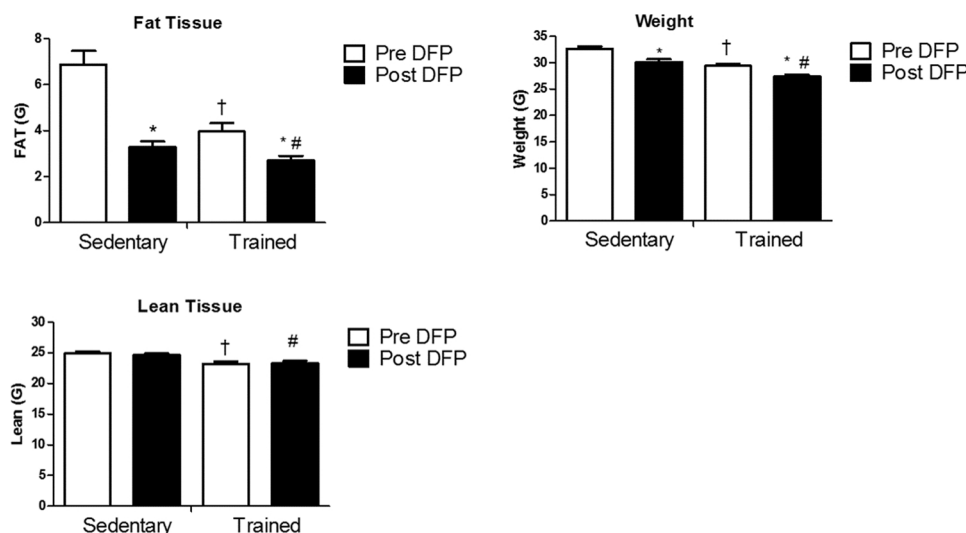 Fat Tissue
FAT (G)
8
6
4
2
0
*
†
* #
Sedentary Trained
Pre DFP
Post DFP
Weight
Weight (G)
35
30
25
20
15
10
5
0
*
†
* #
Sedentary Trained
Pre DFP
Post DFP
Lean Tissue
Lean (G)
30
25
20
15
10
5
0
†
#
Sedentary Trained
Pre DFP
Post DFP